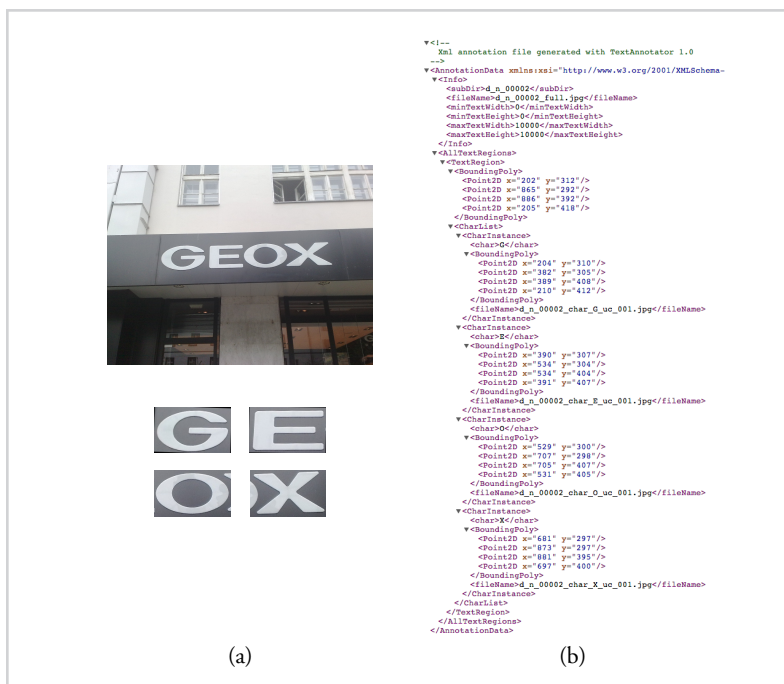 GEOX
G E
O X
(a)
▼<!--
Xml annotation file generated with TextAnnotator 1.0
-->
▼<AnnotationData xmlns:xsi="http://www.w3.org/2001/XMLSchema-
▼<Info>
<subDir>d_n_00002</subDir>
<fileName>d_n_00002_full.jpg</fileName>
<minTextWidth>0</minTextWidth>
<minTextHeight>0</minTextHeight>
<maxTextWidth>10000</maxTextWidth>
<maxTextHeight>10000</maxTextHeight>
</Info>
▼<AllTextRegions>
▼<TextRegion>
▼<BoundingPoly>
<Point2D x="202" y="312"/>
<Point2D x="865" y="292"/>
<Point2D x="886" y="392"/>
<Point2D x="205" y="418"/>
</BoundingPoly>
▼<CharList>
▼<CharInstance>
<char>G</char>
▼<BoundingPoly>
<Point2D x="204" y="310"/>
<Point2D x="382" y="305"/>
<Point2D x="389" y="408"/>
<Point2D x="210" y="412"/>
</BoundingPoly>
<fileName>d_n_00002_char_G_uc_001.jpg</fileName>
</CharInstance>
▼<CharInstance>
<char>E</char>
▼<BoundingPoly>
<Point2D x="390" y="307"/>
<Point2D x="534" y="304"/>
<Point2D x="534" y="404"/>
<Point2D x="391" y="407"/>
</BoundingPoly>
<fileName>d_n_00002_char_E_uc_001.jpg</fileName>
</CharInstance>
▼<CharInstance>
<char>O</char>
▼<BoundingPoly>
<Point2D x="529" y="300"/>
<Point2D x="707" y="298"/>
<Point2D x="705" y="407"/>
<Point2D x="531" y="405"/>
</BoundingPoly>
<fileName>d_n_00002_char_O_uc_001.jpg</fileName>
</CharInstance>
▼<CharInstance>
<char>X</char>
▼<BoundingPoly>
<Point2D x="681" y="297"/>
<Point2D x="873" y="297"/>
<Point2D x="881" y="395"/>
<Point2D x="697" y="400"/>
</BoundingPoly>
<fileName>d_n_00002_char_X_uc_001.jpg</fileName>
</CharInstance>
</CharList>
</TextRegion>
</AllTextRegions>
</AnnotationData>
(b)